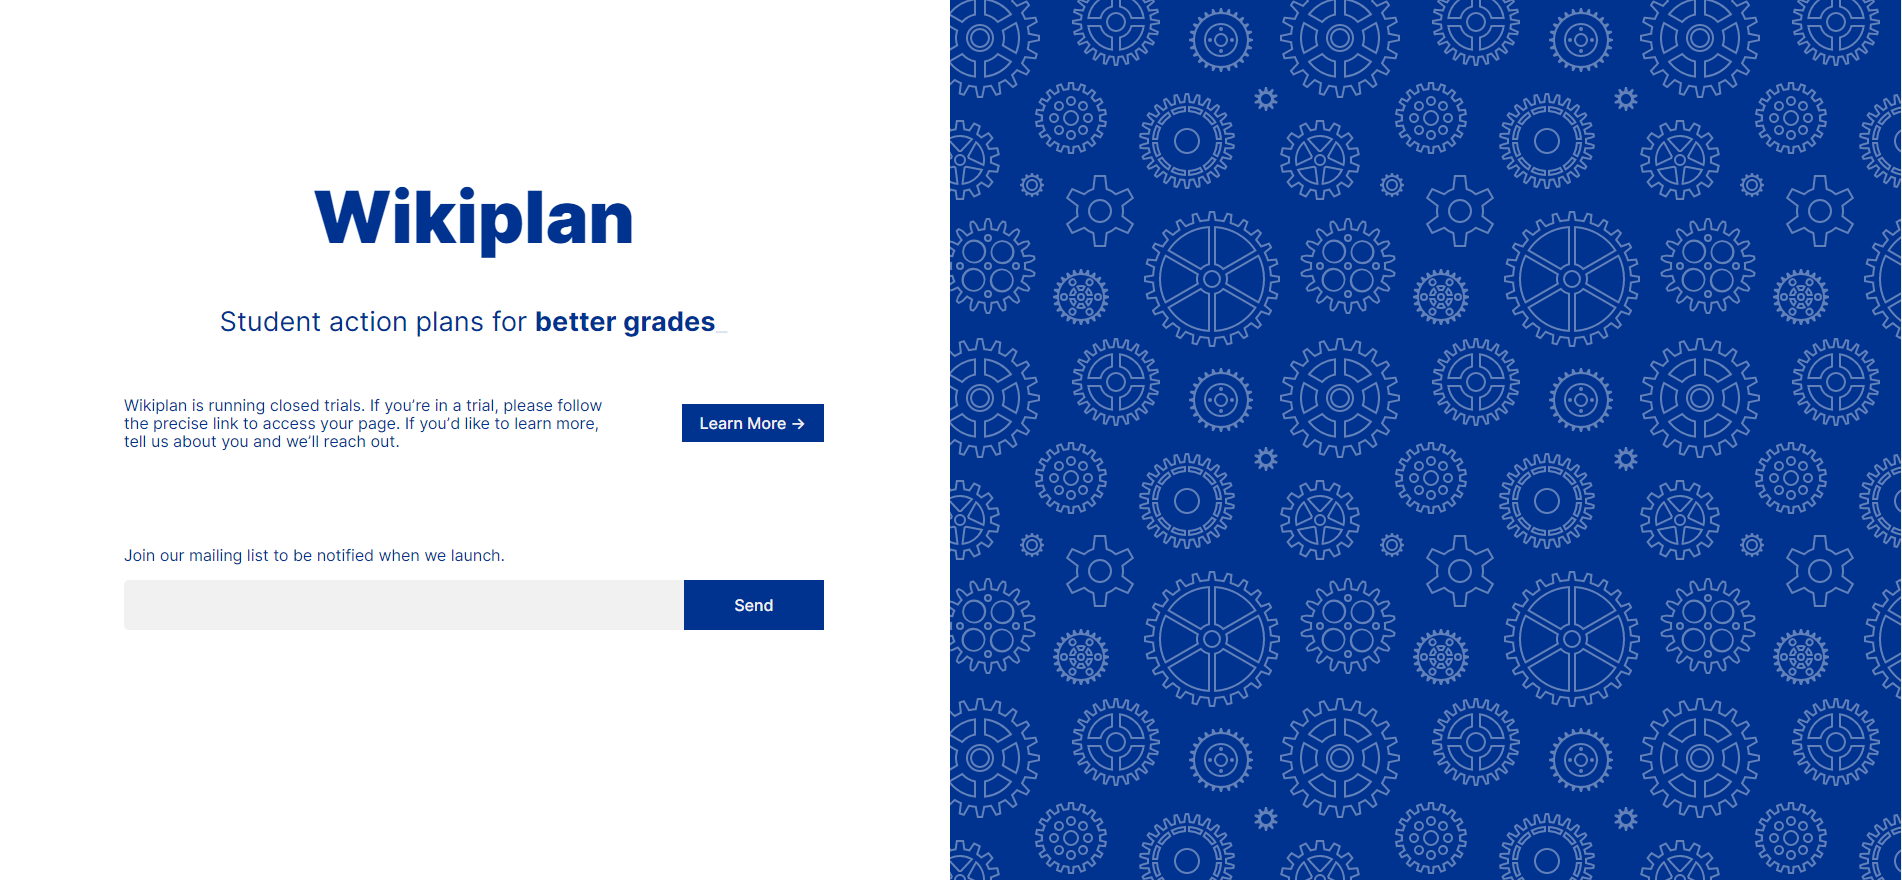 Wikiplan
Student action plans for better grades_
Wikiplan is running closed trials. If you’re in a trial, please follow
the precise link to access your page. If you’d like to learn more,
tell us about you and we’ll reach out.
Learn More →
Join our mailing list to be notified when we launch.
Send